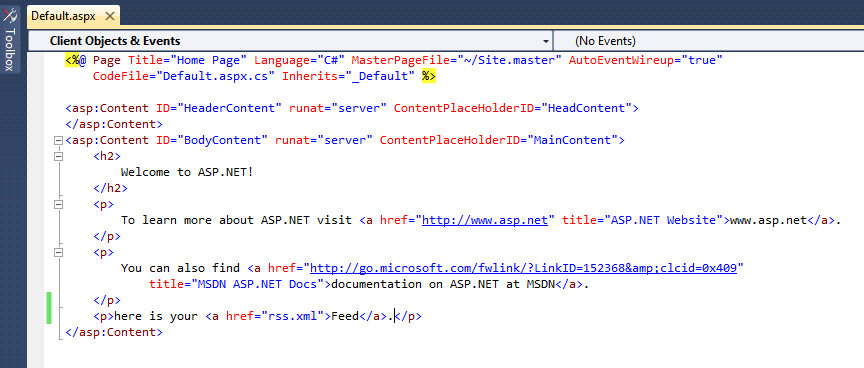 Default.aspx
Toolbox
Client Objects & Events
(No Events)
<%@ Page Title="Home Page" Language="C#" MasterPageFile="~/Site.master" AutoEventWireup="true"
CodeFile="Default.aspx.cs" Inherits="_Default" %>
<asp:Content ID="HeaderContent" runat="server" ContentPlaceHolderID="HeadContent">
</asp:Content>
<asp:Content ID="BodyContent" runat="server" ContentPlaceHolderID="MainContent">
<h2>
Welcome to ASP.NET!
</h2>
<p>
To learn more about ASP.NET visit <a href="http://www.asp.net" title="ASP.NET Website">www.asp.net</a>.
</p>
<p>
You can also find <a href="http://go.microsoft.com/fwlink/?LinkID=152368&amp;clcid=0x409"
title="MSDN ASP.NET Docs">documentation on ASP.NET at MSDN</a>.
</p>
<p>here is your <a href="rss.xml">Feed</a>.</p>
</asp:Content>